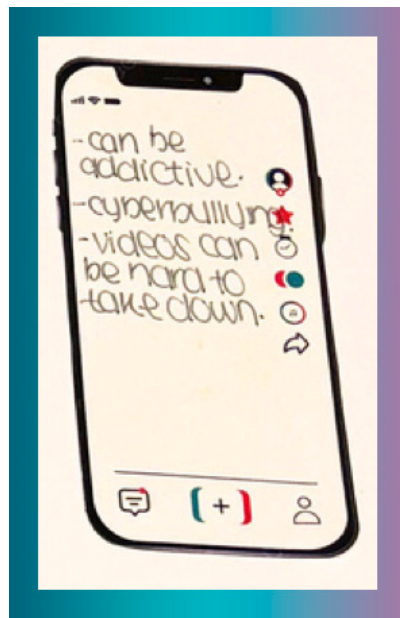 - can be
addictive.
- cyberbullying.
- videos can
be hard to
take down.